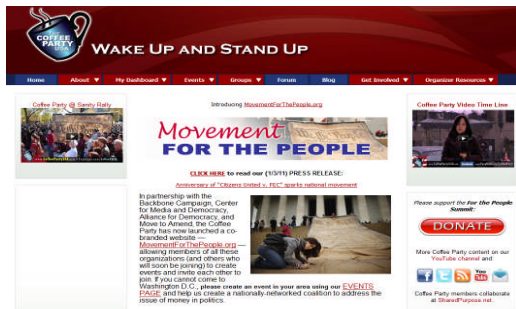 COFFEE PARTY USA
WAKE UP AND STAND UP
Home About My Dashboard Events Groups Forum Blog Get Involved Organizer Resources
Coffee Party @ Sanity Rally
Introducing MovementForThePeople.org
Movement
FOR THE PEOPLE
CLICK HERE to read our (1/3/11) PRESS RELEASE:
Anniversary of "Citizens United v. FEC" sparks national movement
In partnership with the
Backbone Campaign, Center
for Media and Democracy,
Alliance for Democracy, and
Move to Amend, the Coffee
Party has now launched a co-
branded website —
MovementForThePeople.org —
allowing members of all these
organizations (and others who
will soon be joining) to create
events and invite each other to
join. If you cannot come to
Washington D.C., please create an event in your area using our EVENTS
PAGE and help us create a nationally-networked coalition to address the
issue of money in politics.
Coffee Party Video Time Line
Please support the For the People
Summit:
DONATE
More Coffee Party content on our
YouTube channel and
You Tube
Coffee Party members collaborate
at SharedPurpose.net